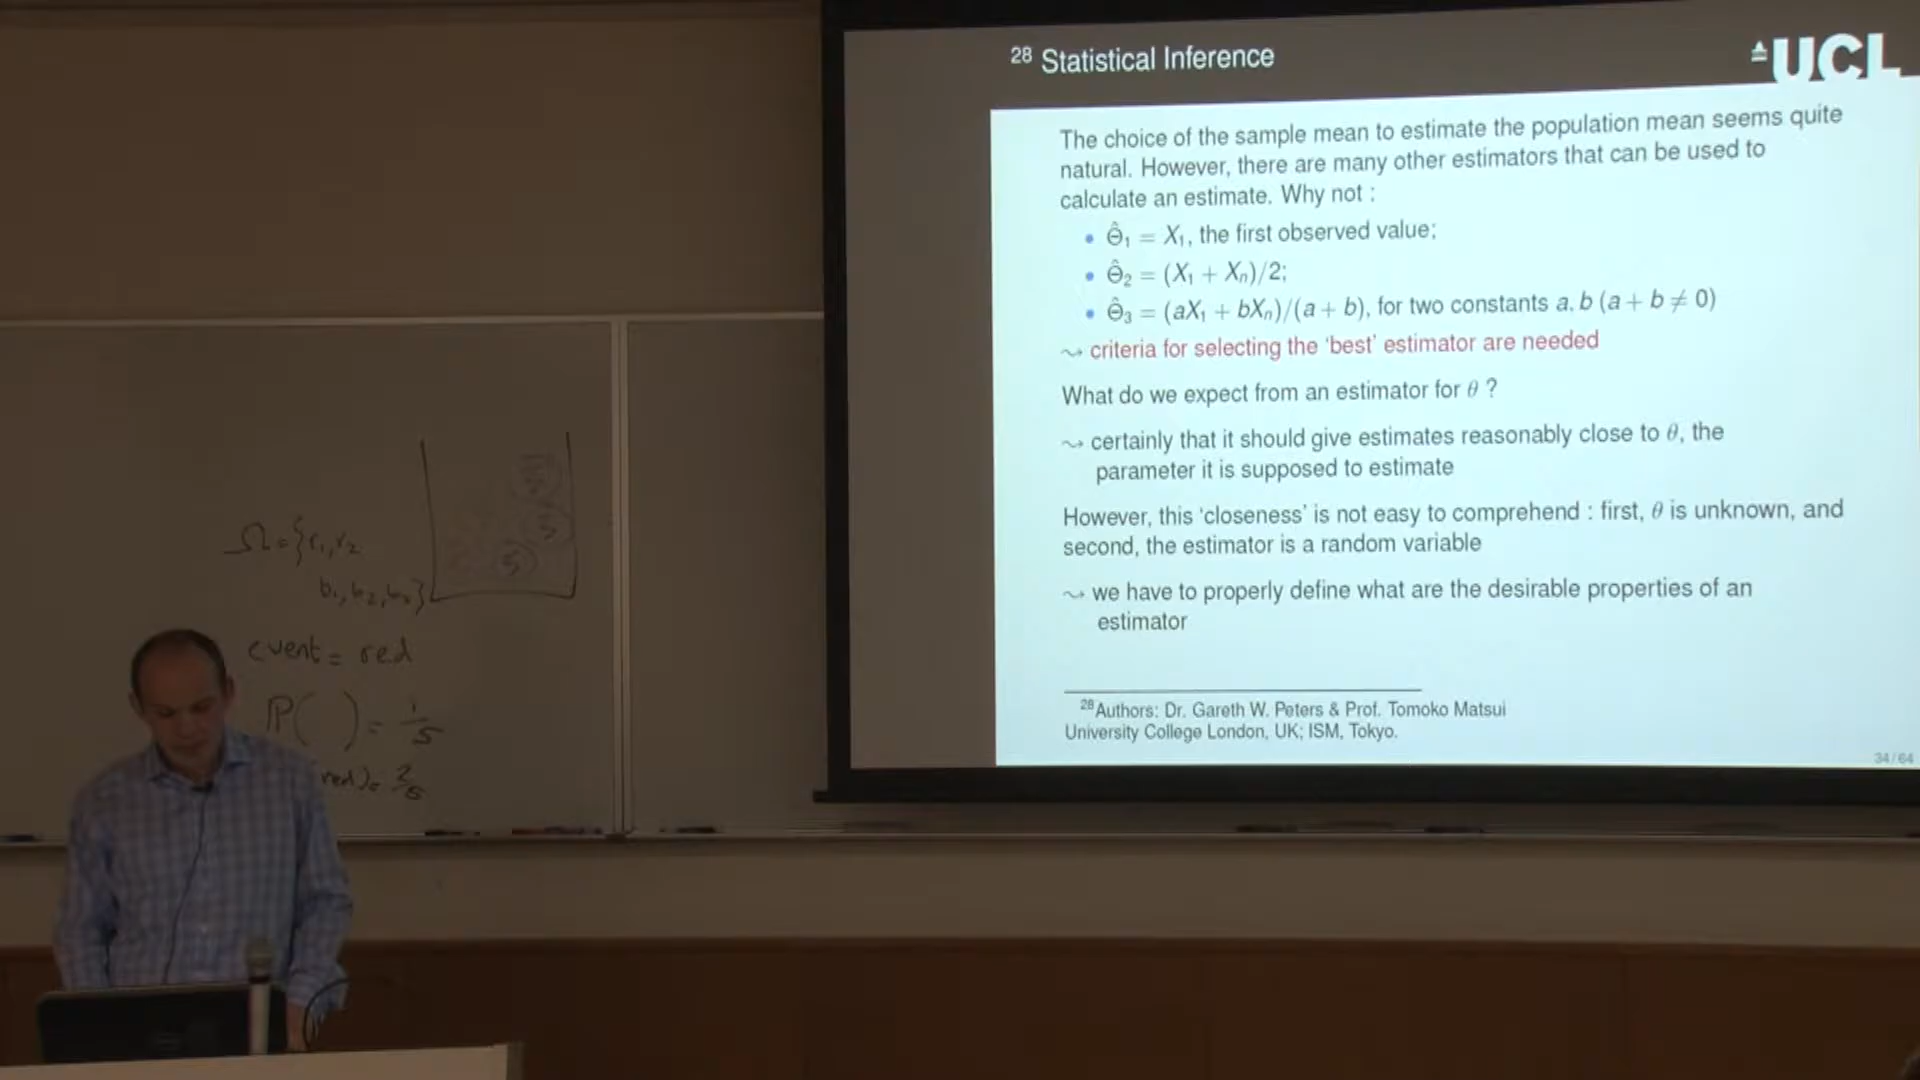 28 Statistical Inference
UCL
The choice of the sample mean to estimate the population mean seems quite
natural. However, there are many other estimators that can be used to
calculate an estimate. Why not :
• Θ̂₁ = X₁, the first observed value;
• Θ̂₂ = (X₁ + Xₙ)/2;
• Θ̂₃ = (aX₁ + bXₙ)/(a + b), for two constants a, b (a + b ≠ 0)
⇝ criteria for selecting the 'best' estimator are needed
What do we expect from an estimator for θ ?
⇝ certainly that it should give estimates reasonably close to θ, the
parameter it is supposed to estimate
However, this 'closeness' is not easy to comprehend : first, θ is unknown, and
second, the estimator is a random variable
⇝ we have to properly define what are the desirable properties of an
estimator
28 Authors: Dr. Gareth W. Peters & Prof. Tomoko Matsui
University College London, UK; ISM, Tokyo.
34/64
Ω = {r₁, r₂
b₁, b₂, b₃}
event = red
P( ) = 1/5
red) = 2/5